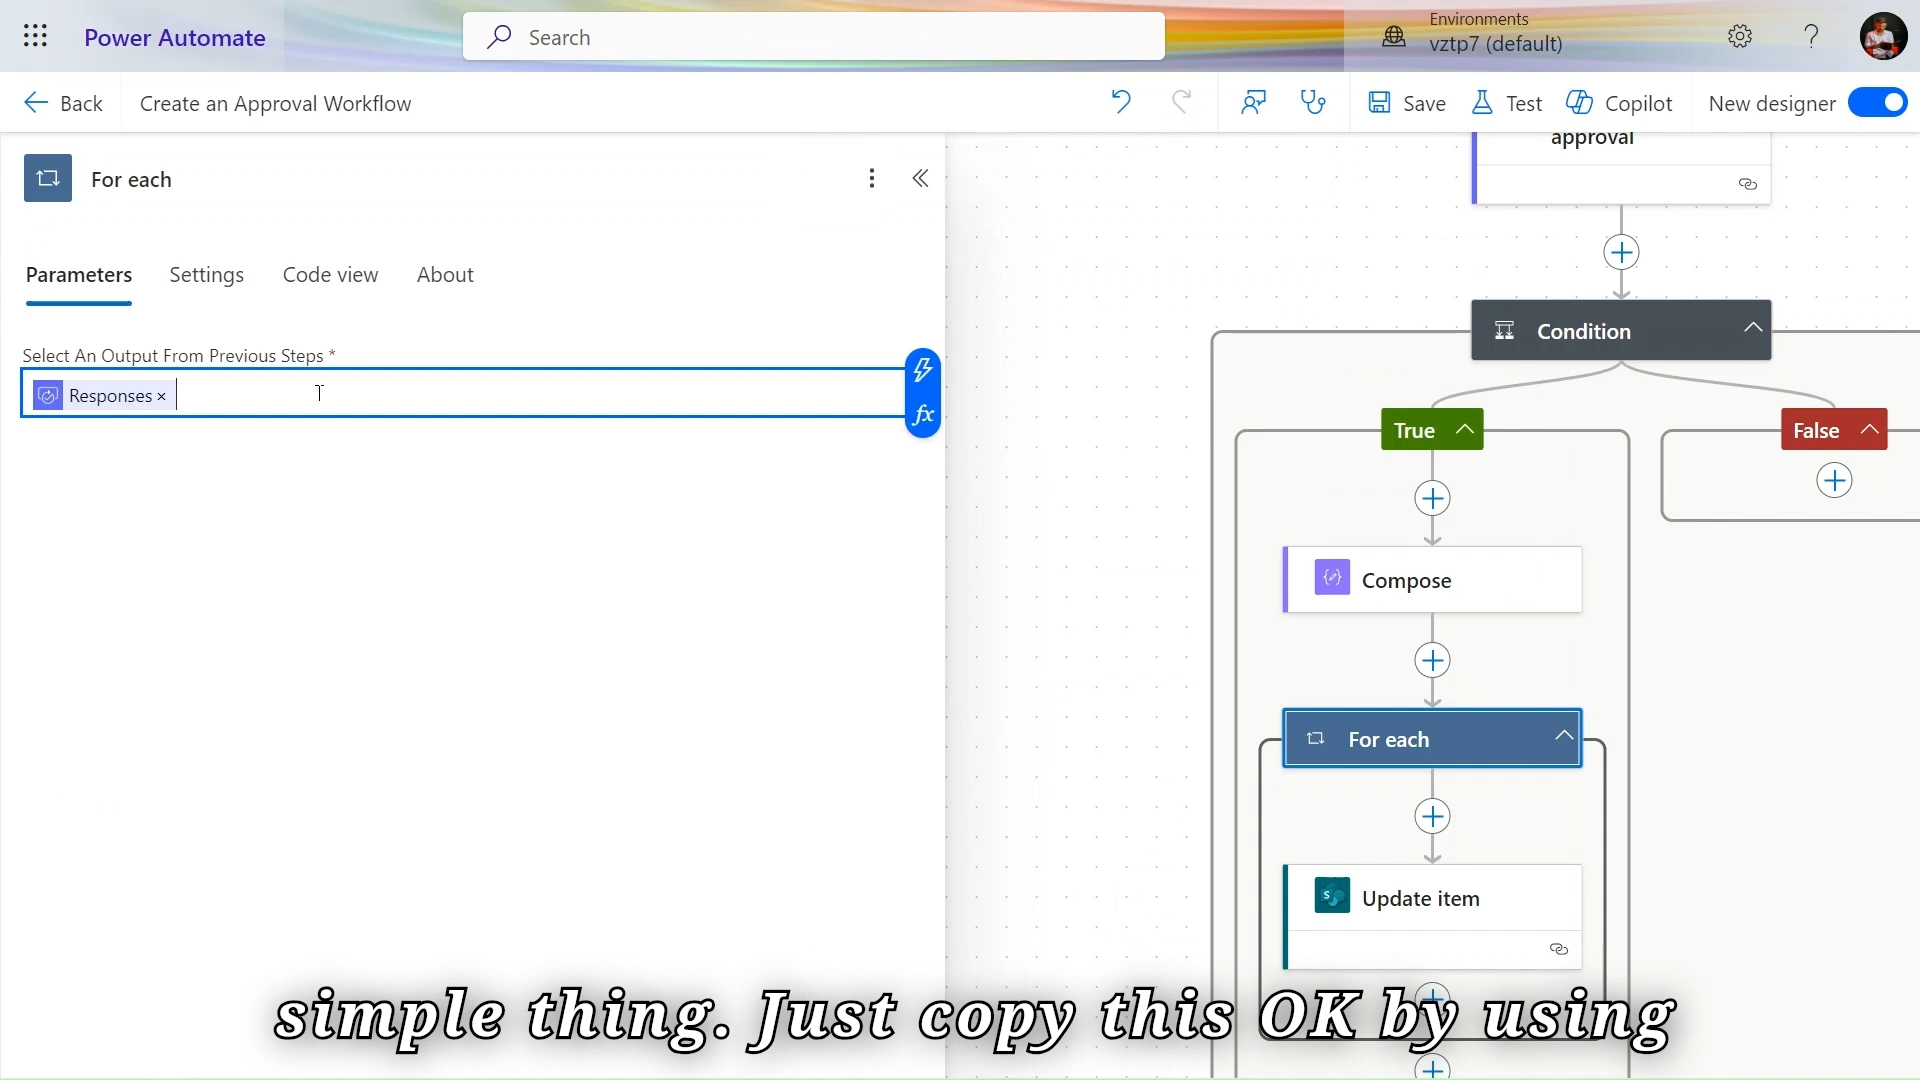 Power Automate
Search
Environments
vztp7 (default)
Back
Create an Approval Workflow
Save
Test
Copilot
New designer
approval
For each
Parameters
Settings
Code view
About
Select An Output From Previous Steps *
Responses ×
fx
Condition
True
False
Compose
For each
Update item
simple thing. Just copy this OK by using